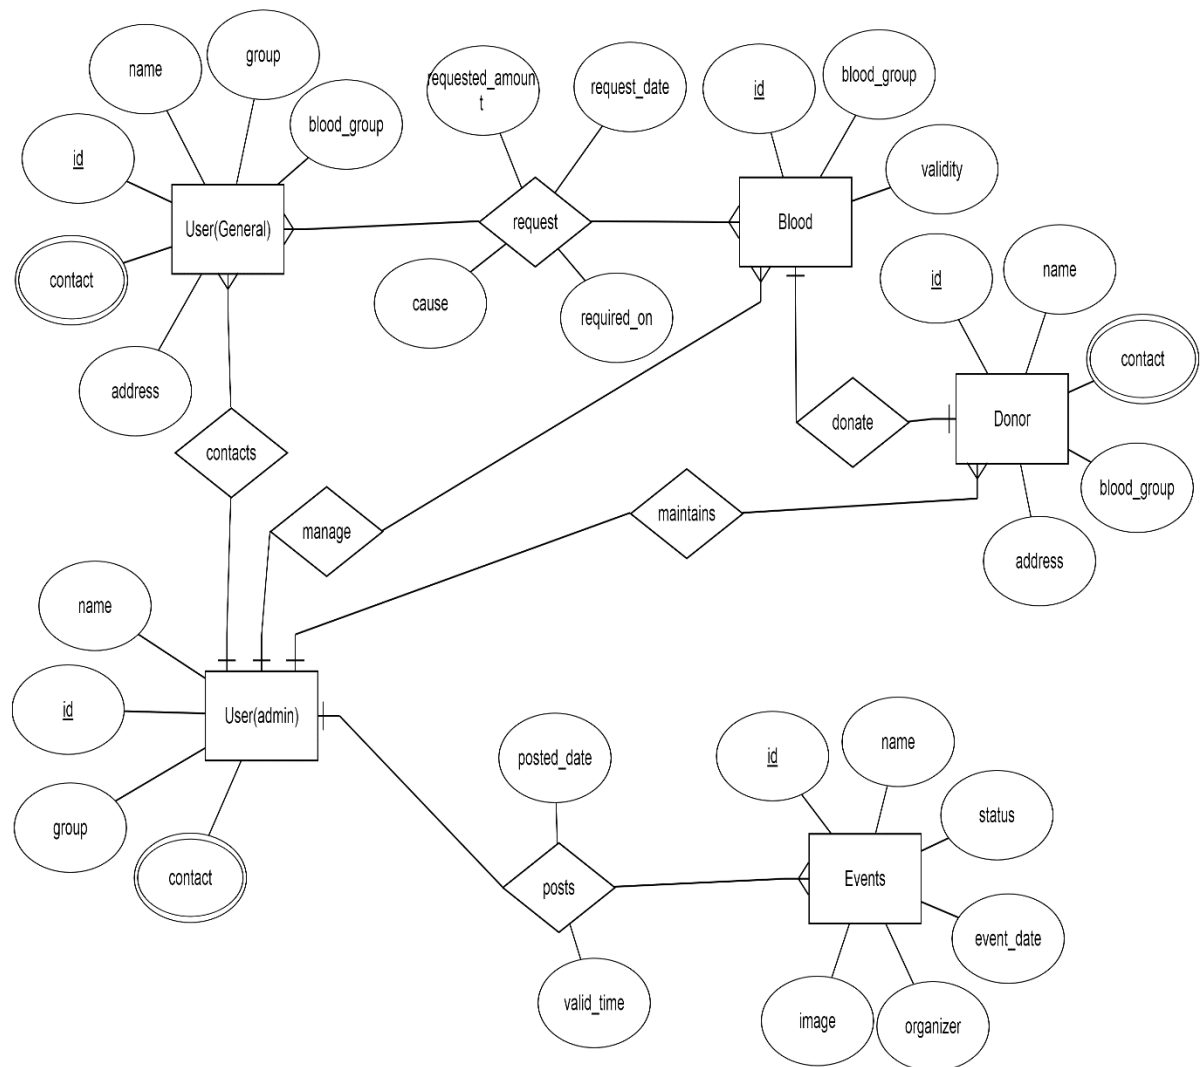 name
group
blood_group
id
User(General)
contact
address
requested_amoun
t
request_date
request
cause
required_on
id
blood_group
validity
Blood
id
name
contact
Donor
blood_group
address
donate
contacts
manage
maintains
name
id
User(admin)
group
contact
posted_date
posts
valid_time
id
name
status
Events
event_date
image
organizer